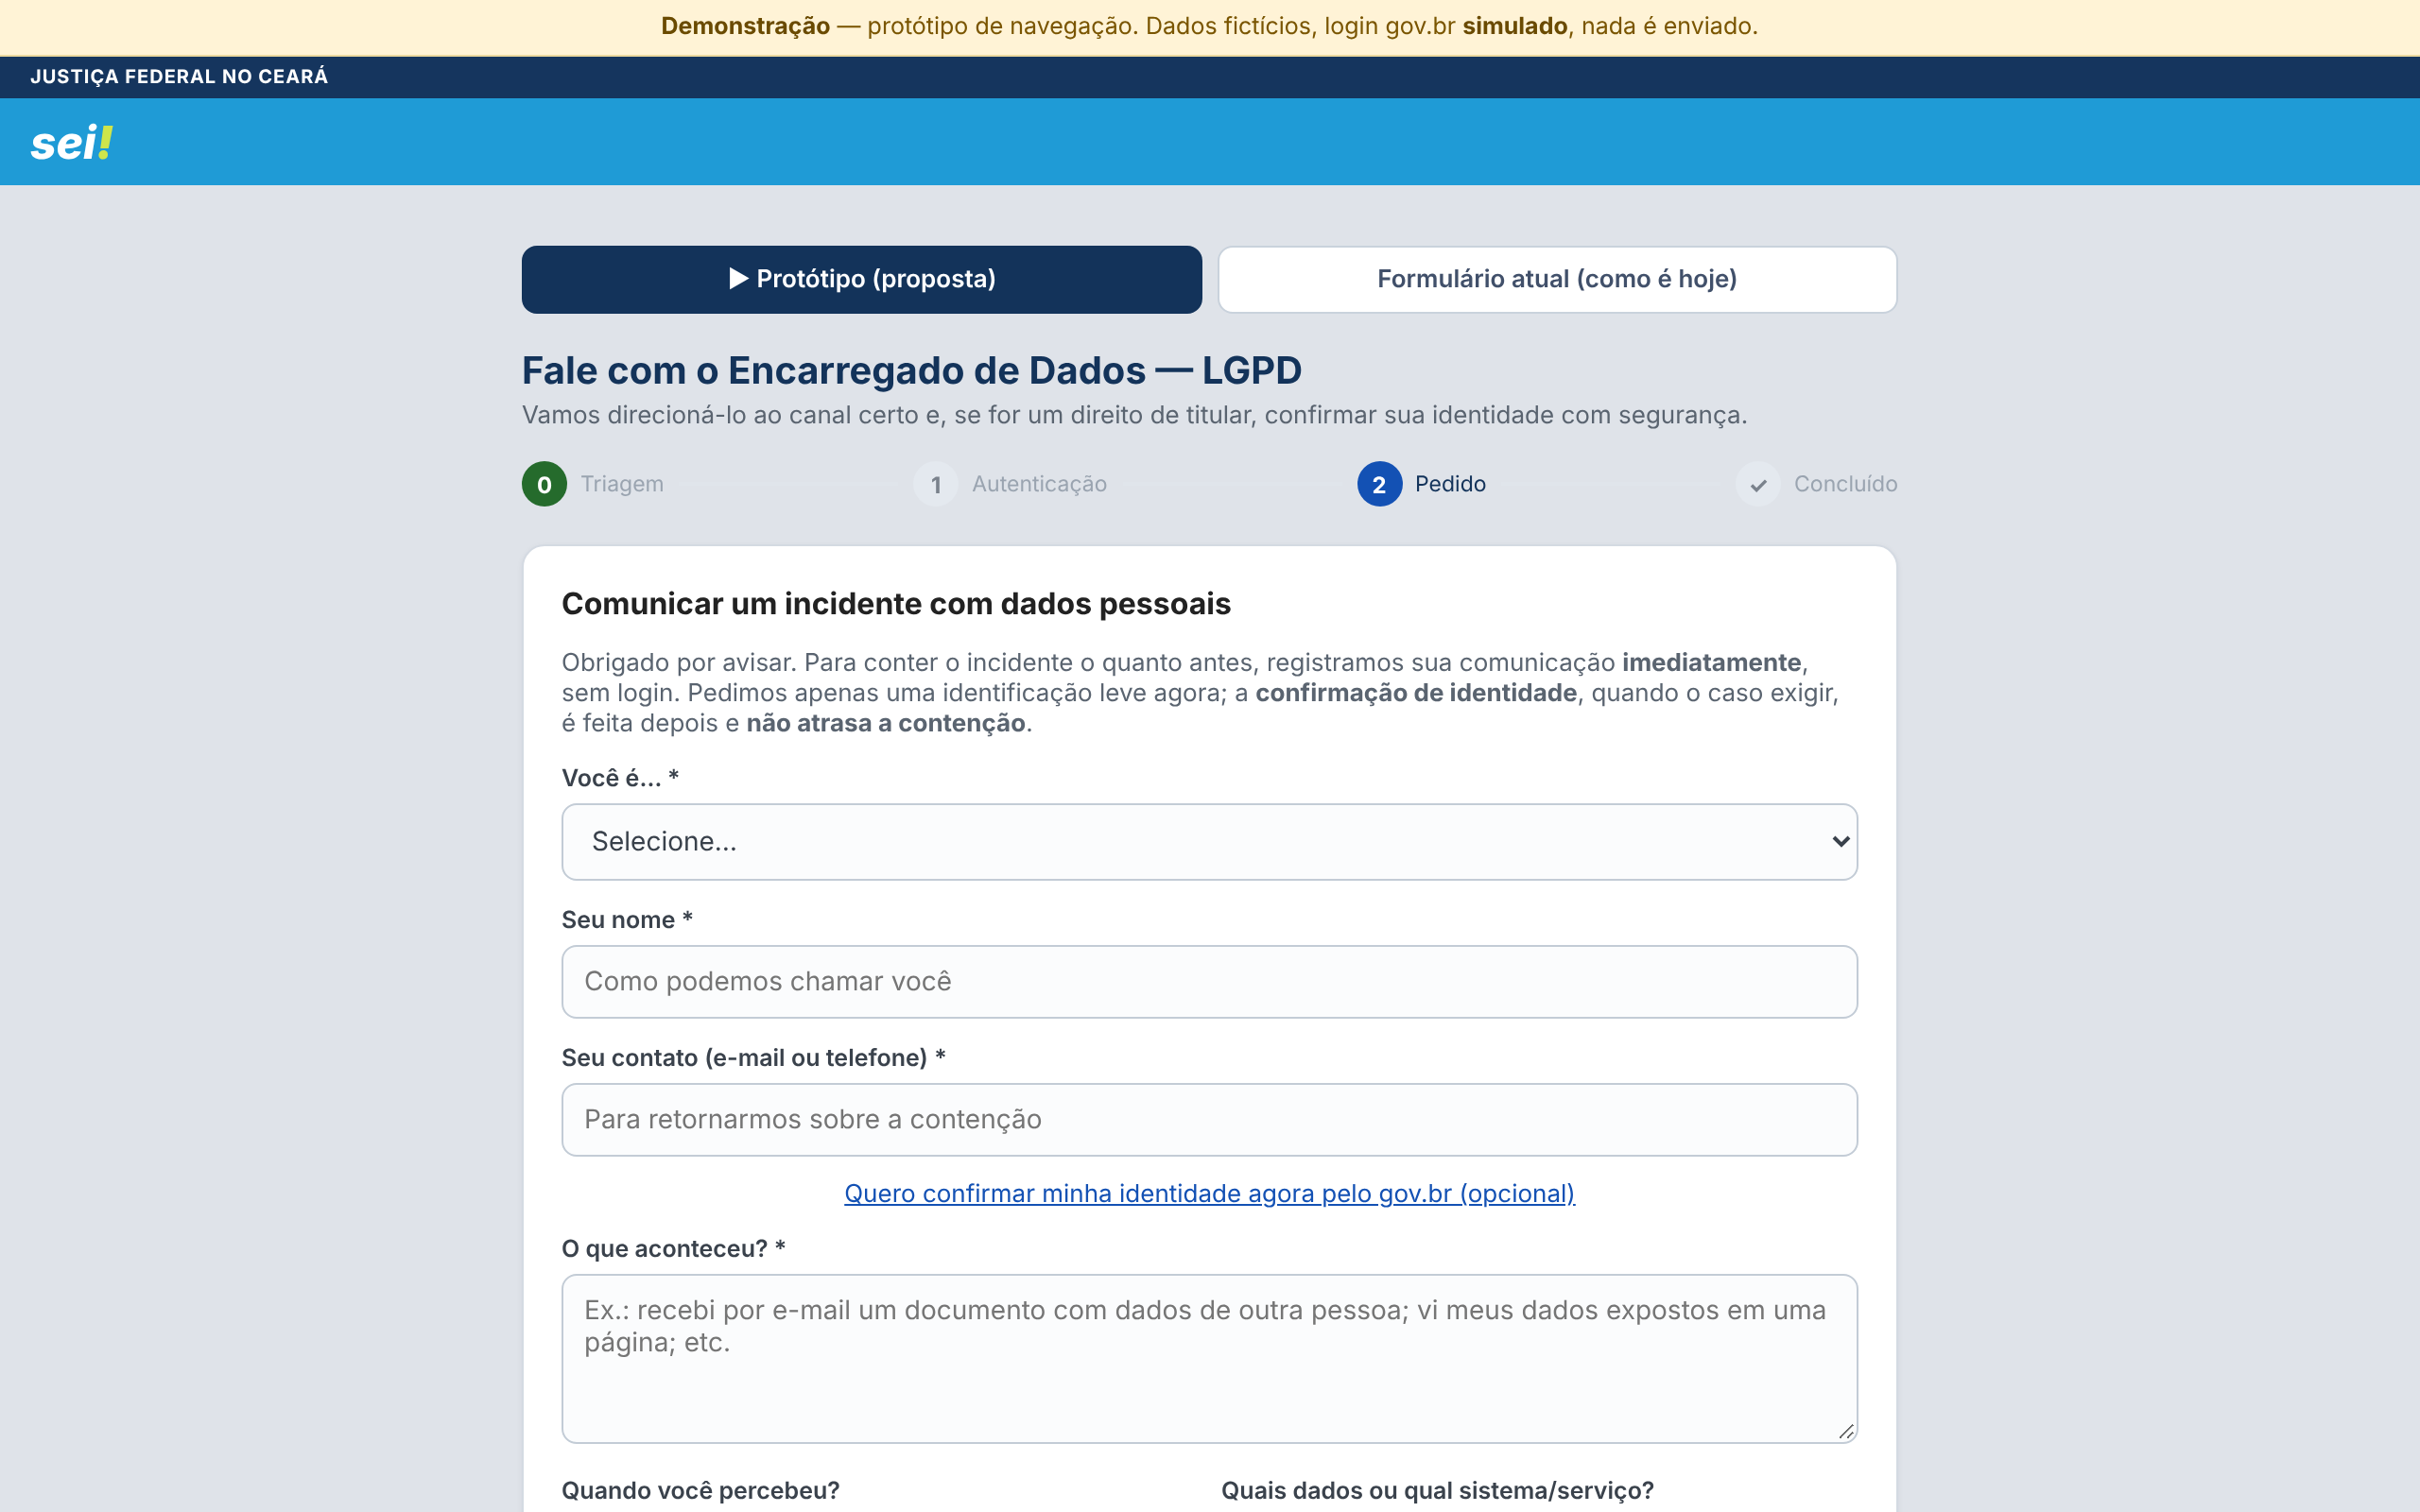 Demonstração — protótipo de navegação. Dados fictícios, login gov.br simulado, nada é enviado.
JUSTIÇA FEDERAL NO CEARÁ
sei!
▶ Protótipo (proposta)
Formulário atual (como é hoje)
Fale com o Encarregado de Dados — LGPD
Vamos direcioná-lo ao canal certo e, se for um direito de titular, confirmar sua identidade com segurança.
0 Triagem
1 Autenticação
2 Pedido
✓ Concluído
Comunicar um incidente com dados pessoais
Obrigado por avisar. Para conter o incidente o quanto antes, registramos sua comunicação imediatamente,
sem login. Pedimos apenas uma identificação leve agora; a confirmação de identidade, quando o caso exigir,
é feita depois e não atrasa a contenção.
Você é... *
Selecione...
Seu nome *
Como podemos chamar você
Seu contato (e-mail ou telefone) *
Para retornarmos sobre a contenção
Quero confirmar minha identidade agora pelo gov.br (opcional)
O que aconteceu? *
Ex.: recebi por e-mail um documento com dados de outra pessoa; vi meus dados expostos em uma
página; etc.
Quando você percebeu?
Quais dados ou qual sistema/serviço?